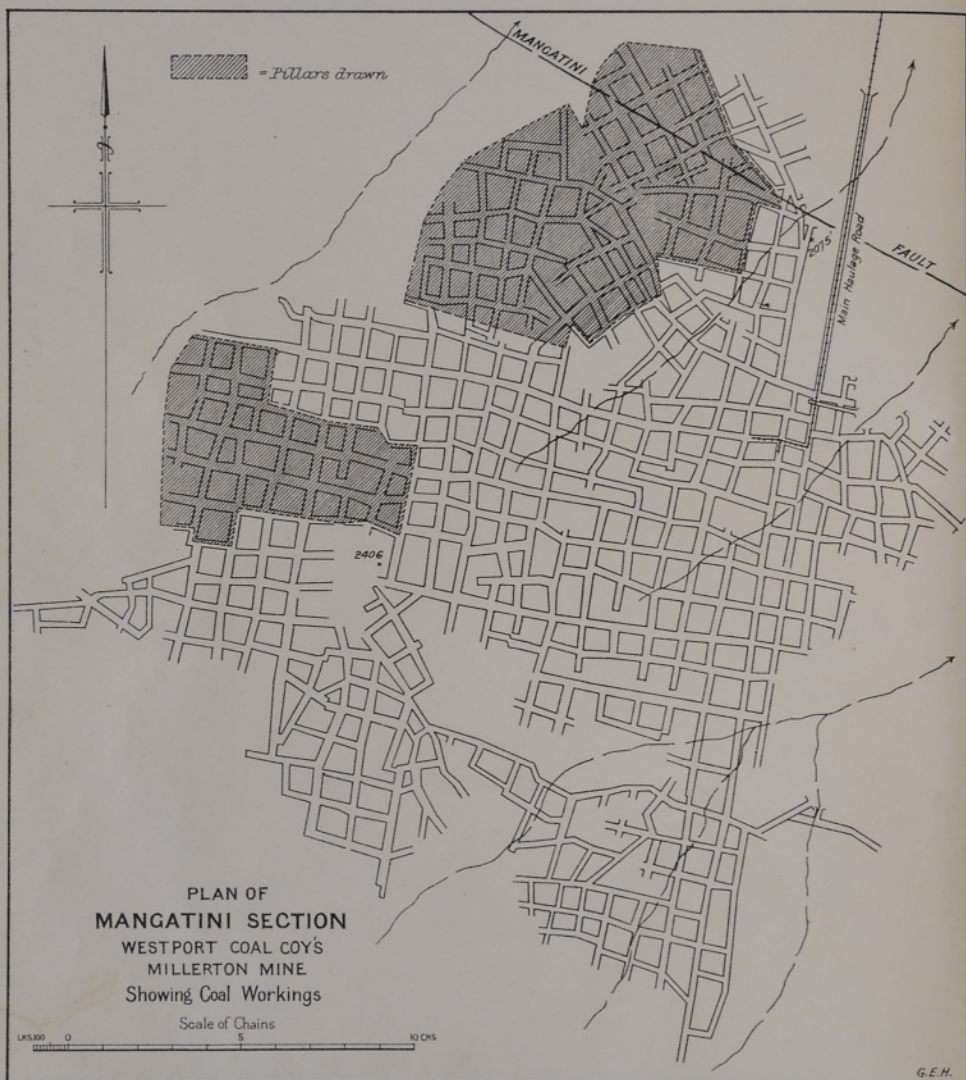 = Pillars drawn
MANGATINI
FAULT
2075
Main Haulage Road
2406
PLAN OF
MANGATINI SECTION
WESTPORT COAL COY'S
MILLERTON MINE
Showing Coal Workings
Scale of Chains
LKS.100 0 5 10 CHS.
G.E.H.